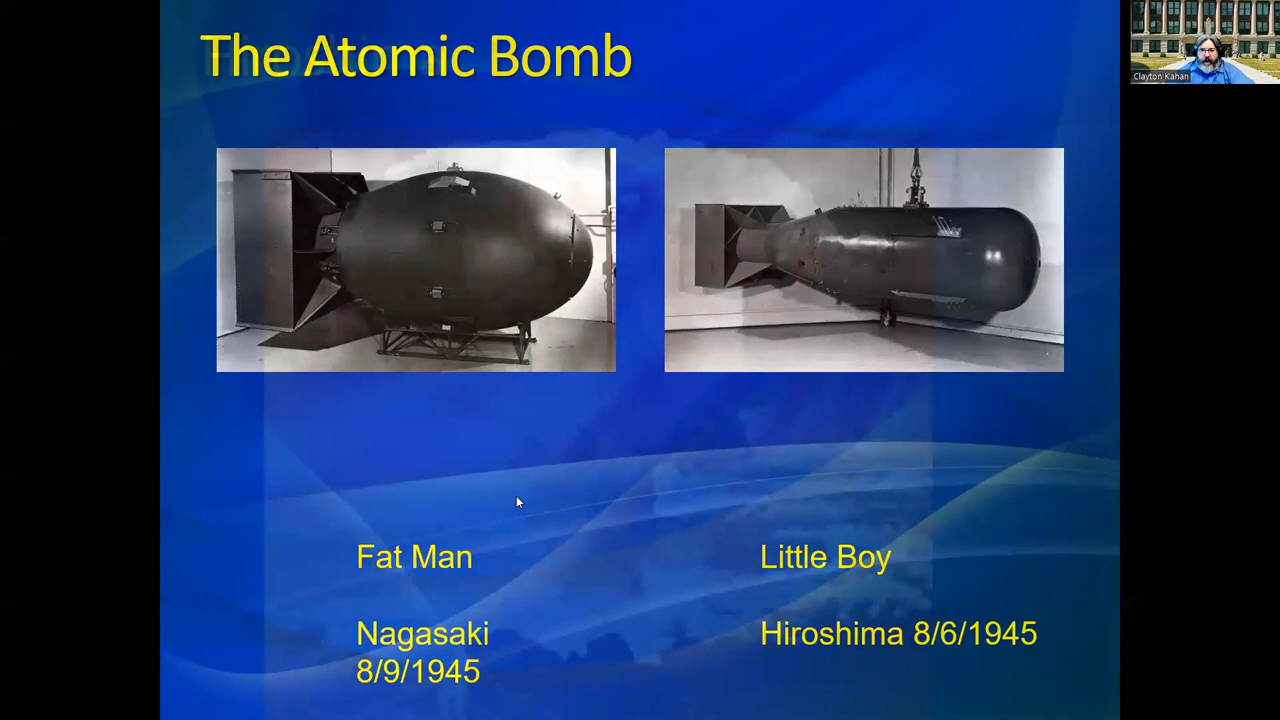 The Atomic Bomb
Clayton Kahan
Fat Man
Little Boy
Nagasaki
8/9/1945
Hiroshima 8/6/1945